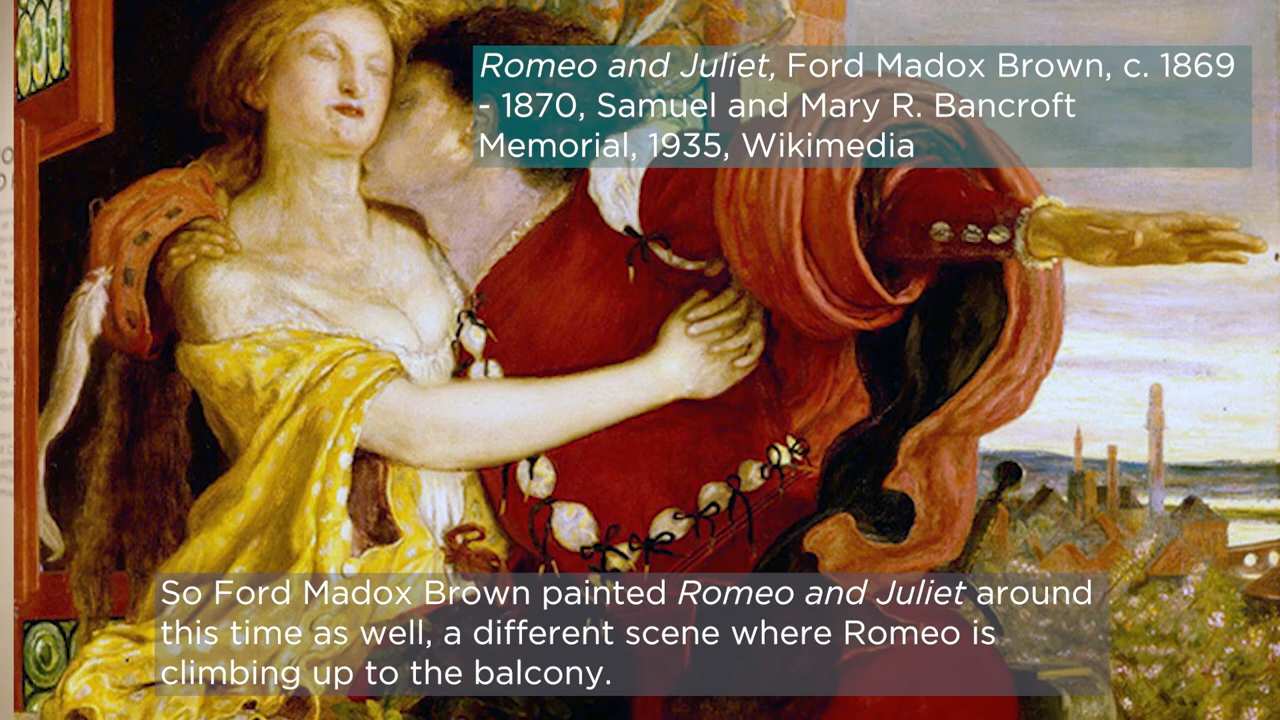 Romeo and Juliet, Ford Madox Brown, c. 1869
- 1870, Samuel and Mary R. Bancroft
Memorial, 1935, Wikimedia
So Ford Madox Brown painted Romeo and Juliet around
this time as well, a different scene where Romeo is
climbing up to the balcony.